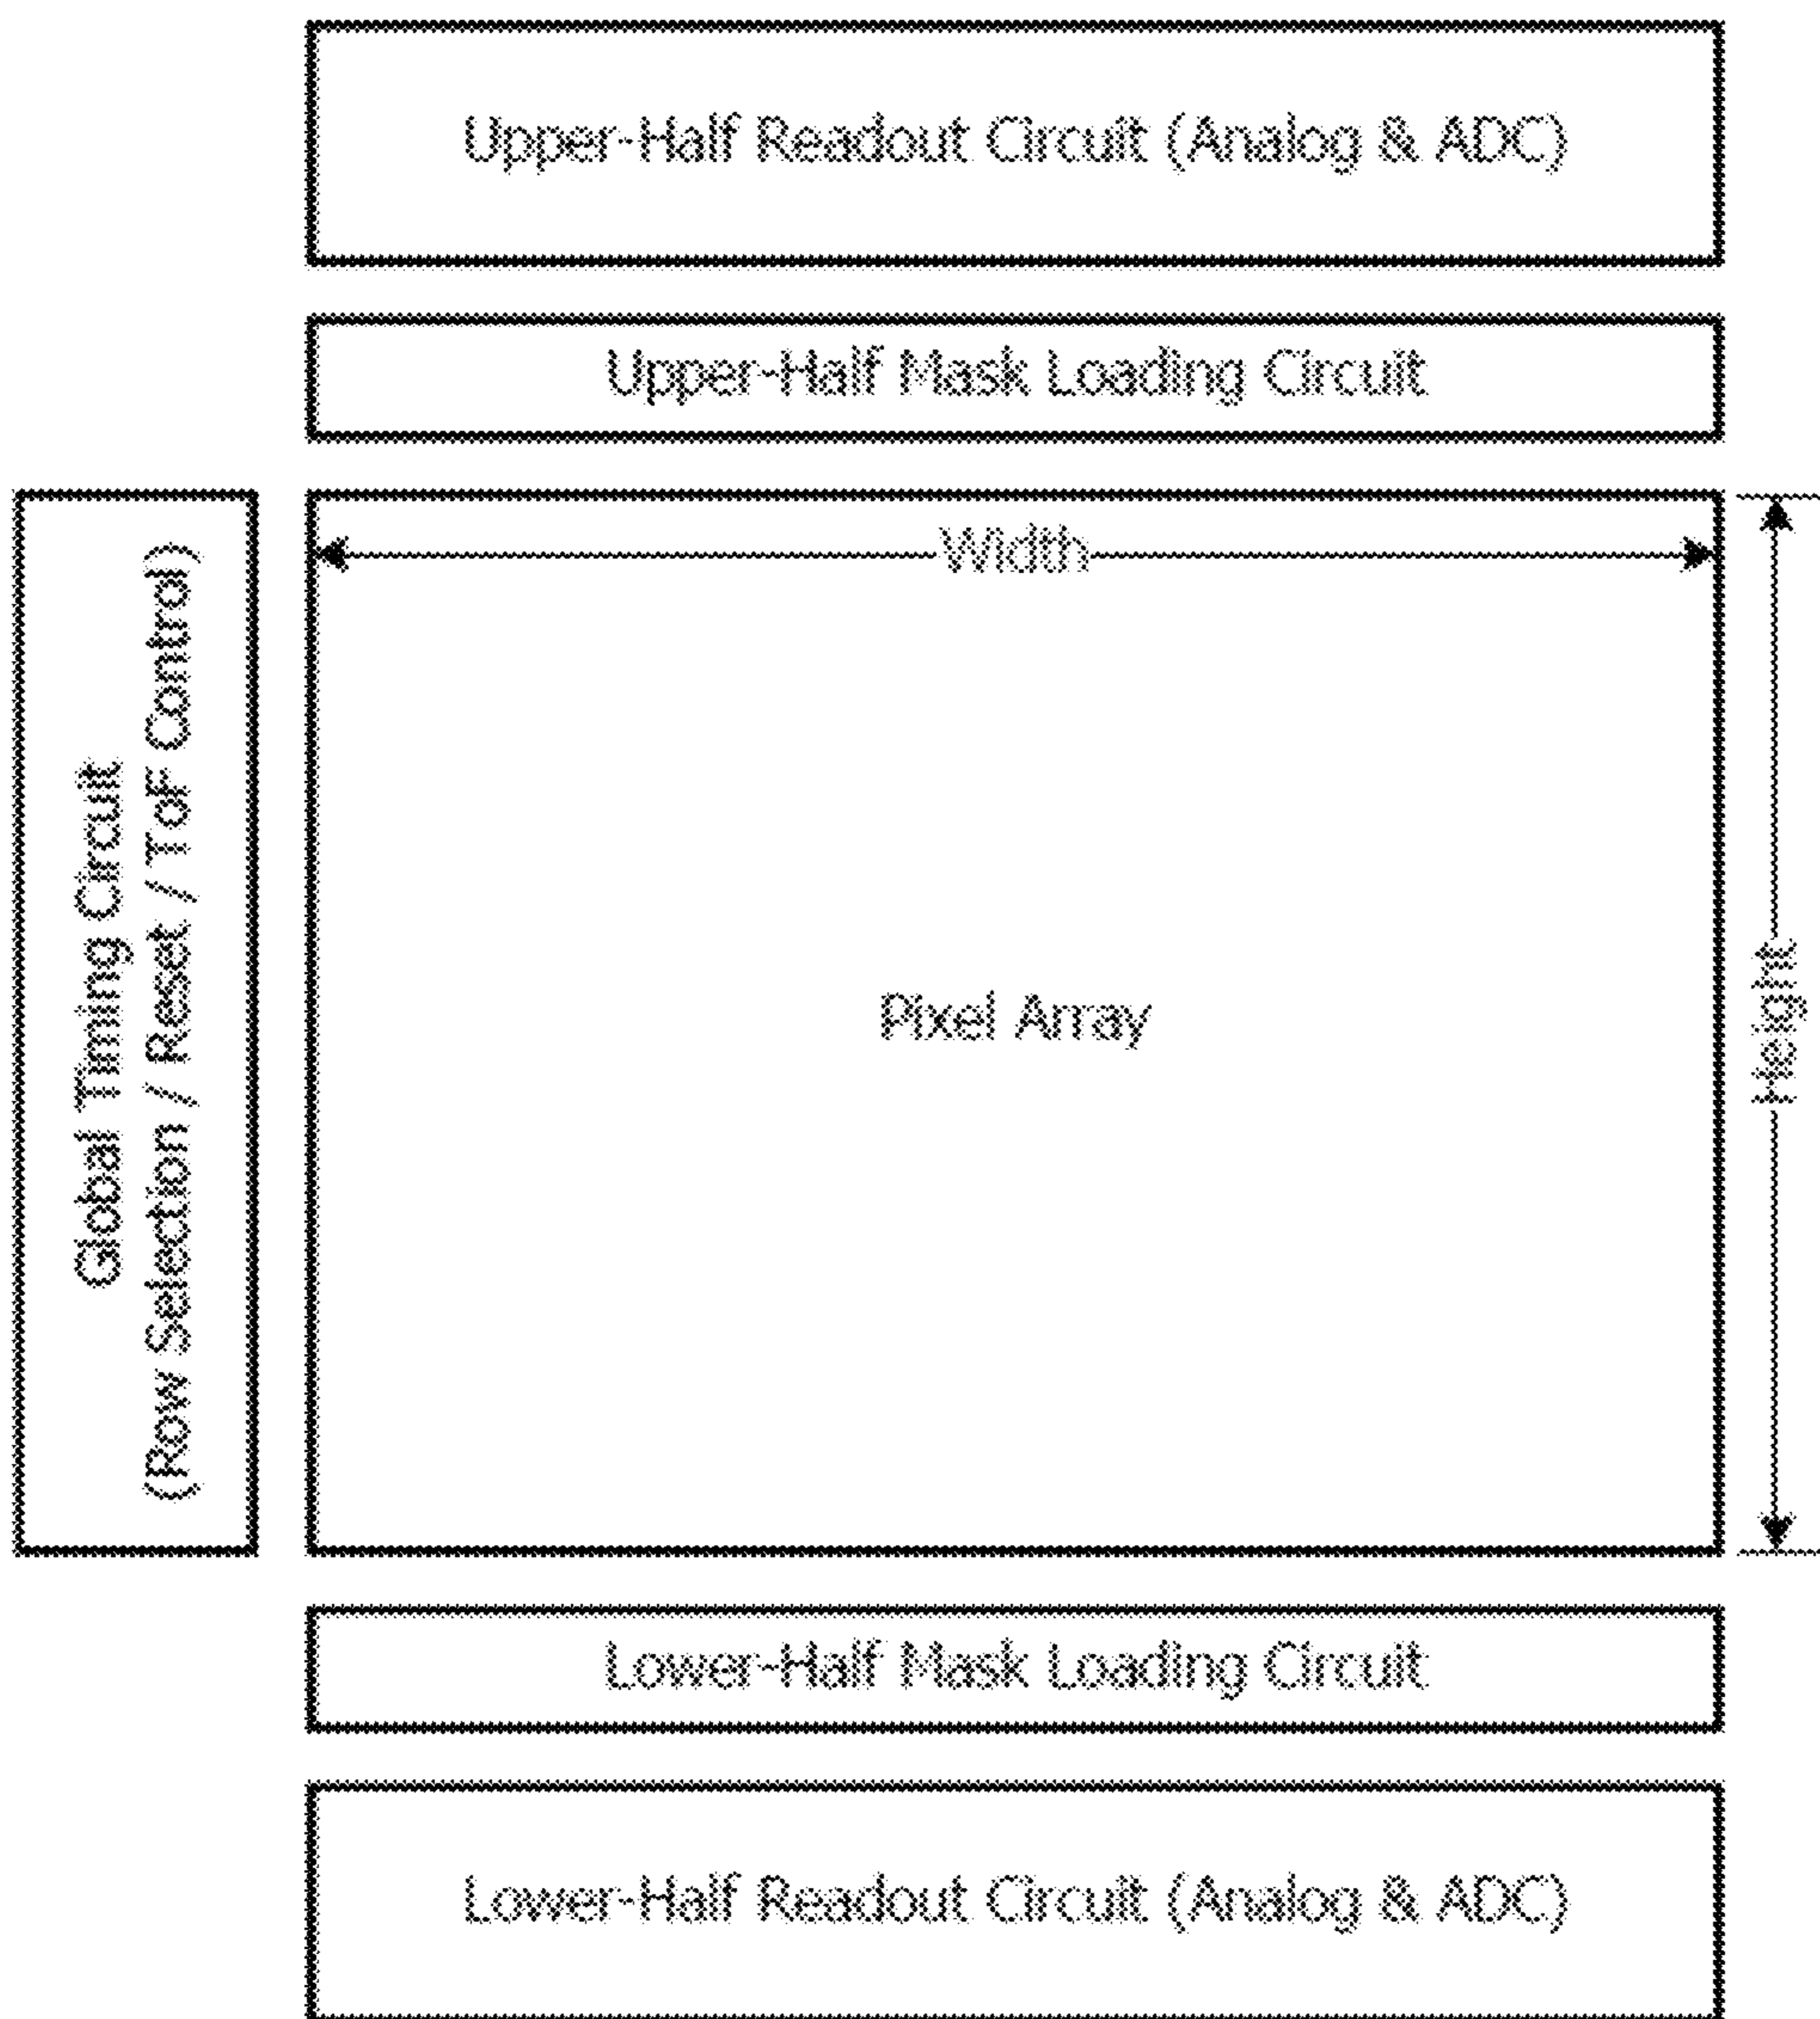 Upper-Half Readout Circuit (Analog & ADC)
Upper-Half Mask Loading Circuit
Global Timing Circuit
(Row Selection / Reset / ToF Control)
Width
Pixel Array
Height
Lower-Half Mask Loading Circuit
Lower-Half Readout Circuit (Analog & ADC)